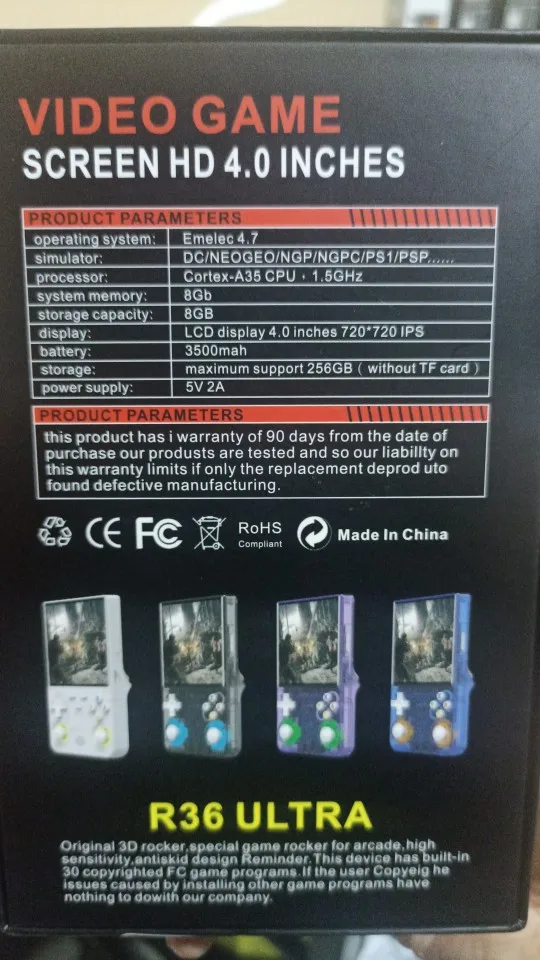 VIDEO GAME
SCREEN HD 4.0 INCHES
PRODUCT PARAMETERS
operating system: Emelec 4.7
simulator: DC/NEOGEO/NGP/NGPC/PS1/PSP......
processor: Cortex-A35 CPU，1.5GHz
system memory: 8Gb
storage capacity: 8GB
display: LCD display 4.0 inches 720*720 IPS
battery: 3500mah
storage: maximum support 256GB（without TF card）
power supply: 5V 2A
PRODUCT PARAMETERS
this product has i warranty of 90 days from the date of
purchase our produsts are tested and so our liabillty on
this warranty limits if only the replacement deprod uto
found defective manufacturing.
CE FC RoHS
Compliant
Made In China
R36 ULTRA
Original 3D rocker,special game rocker for arcade,high
sensitivity,antiskid design Reminder.This device has built-in
30 copyrighted FC game programs.If the user Copyeig he
issues caused by installing other game programs have
nothing to dowith our company.